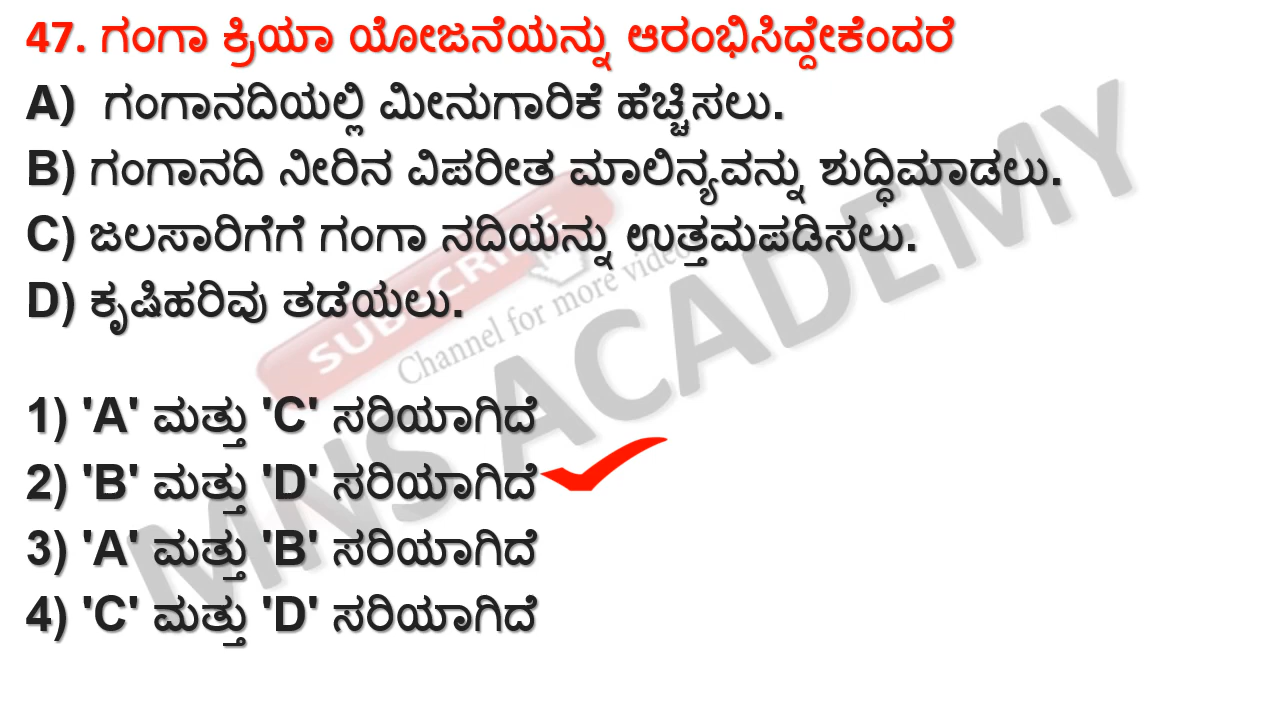 47. ಗಂಗಾ ಕ್ರಿಯಾ ಯೋಜನೆಯನ್ನು ಆರಂಭಿಸಿದ್ದೇಕೆಂದರೆ
A) ಗಂಗಾನದಿಯಲ್ಲಿ ಮೀನುಗಾರಿಕೆ ಹೆಚ್ಚಿಸಲು.
B) ಗಂಗಾನದಿ ನೀರಿನ ವಿಪರೀತ ಮಾಲಿನ್ಯವನ್ನು ಶುದ್ಧಿಮಾಡಲು.
C) ಜಲಸಾರಿಗೆಗೆ ಗಂಗಾ ನದಿಯನ್ನು ಉತ್ತಮಪಡಿಸಲು.
D) ಕೃಷಿಹರಿವು ತಡೆಯಲು.
1) 'A' ಮತ್ತು 'C' ಸರಿಯಾಗಿದೆ
2) 'B' ಮತ್ತು 'D' ಸರಿಯಾಗಿದೆ
3) 'A' ಮತ್ತು 'B' ಸರಿಯಾಗಿದೆ
4) 'C' ಮತ್ತು 'D' ಸರಿಯಾಗಿದೆ
SUBSCRIBE
Channel for more videos
MNS ACADEMY